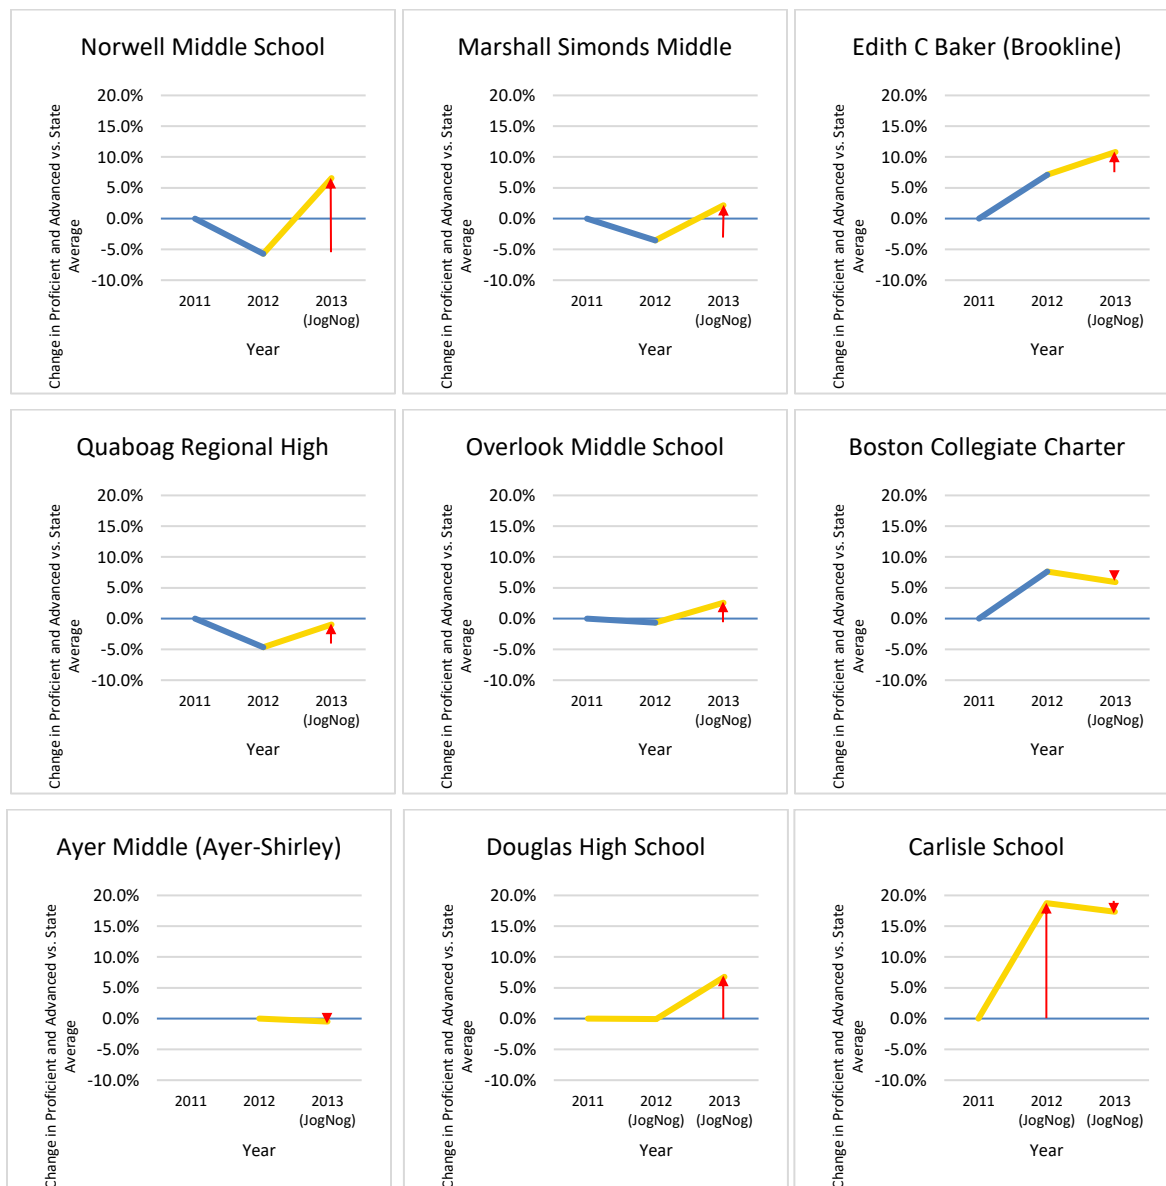 Norwell Middle School
Change in Proficient and Advanced vs. State
Average
20.0%
15.0%
10.0%
5.0%
0.0%
-5.0%
-10.0%
2011 2012 2013
(JogNog)
Year
Marshall Simonds Middle
Change in Proficient and Advanced vs. State
Average
20.0%
15.0%
10.0%
5.0%
0.0%
-5.0%
-10.0%
2011 2012 2013
(JogNog)
Year
Edith C Baker (Brookline)
Change in Proficient and Advanced vs. State
Average
20.0%
15.0%
10.0%
5.0%
0.0%
-5.0%
-10.0%
2011 2012 2013
(JogNog)
Year
Quaboag Regional High
Change in Proficient and Advanced vs. State
Average
20.0%
15.0%
10.0%
5.0%
0.0%
-5.0%
-10.0%
2011 2012 2013
(JogNog)
Year
Overlook Middle School
Change in Proficient and Advanced vs. State
Average
20.0%
15.0%
10.0%
5.0%
0.0%
-5.0%
-10.0%
2011 2012 2013
(JogNog)
Year
Boston Collegiate Charter
Change in Proficient and Advanced vs. State
Average
20.0%
15.0%
10.0%
5.0%
0.0%
-5.0%
-10.0%
2011 2012 2013
(JogNog)
Year
Ayer Middle (Ayer-Shirley)
Change in Proficient and Advanced vs. State
Average
20.0%
15.0%
10.0%
5.0%
0.0%
-5.0%
-10.0%
2011 2012 2013
(JogNog)
Year
Douglas High School
Change in Proficient and Advanced vs. State
Average
20.0%
15.0%
10.0%
5.0%
0.0%
-5.0%
-10.0%
2011 2012 2013
(JogNog) (JogNog)
Year
Carlisle School
Change in Proficient and Advanced vs. State
Average
20.0%
15.0%
10.0%
5.0%
0.0%
-5.0%
-10.0%
2011 2012 2013
(JogNog) (JogNog)
Year